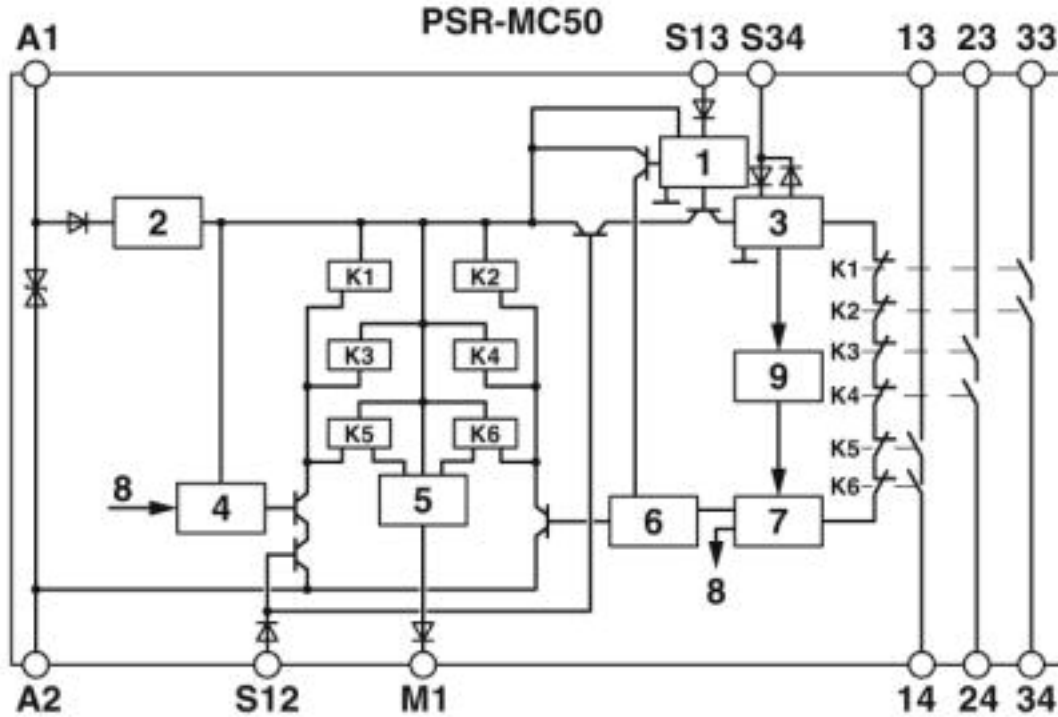 PSR-MC50
A1 S13 S34 13 23 33
1
2 3
K1 K2 K1
K2
K3 K4 K3
9
K4
K5 K6 K5
K6
8 4 5 6 7
8
A2 S12 M1 14 24 34